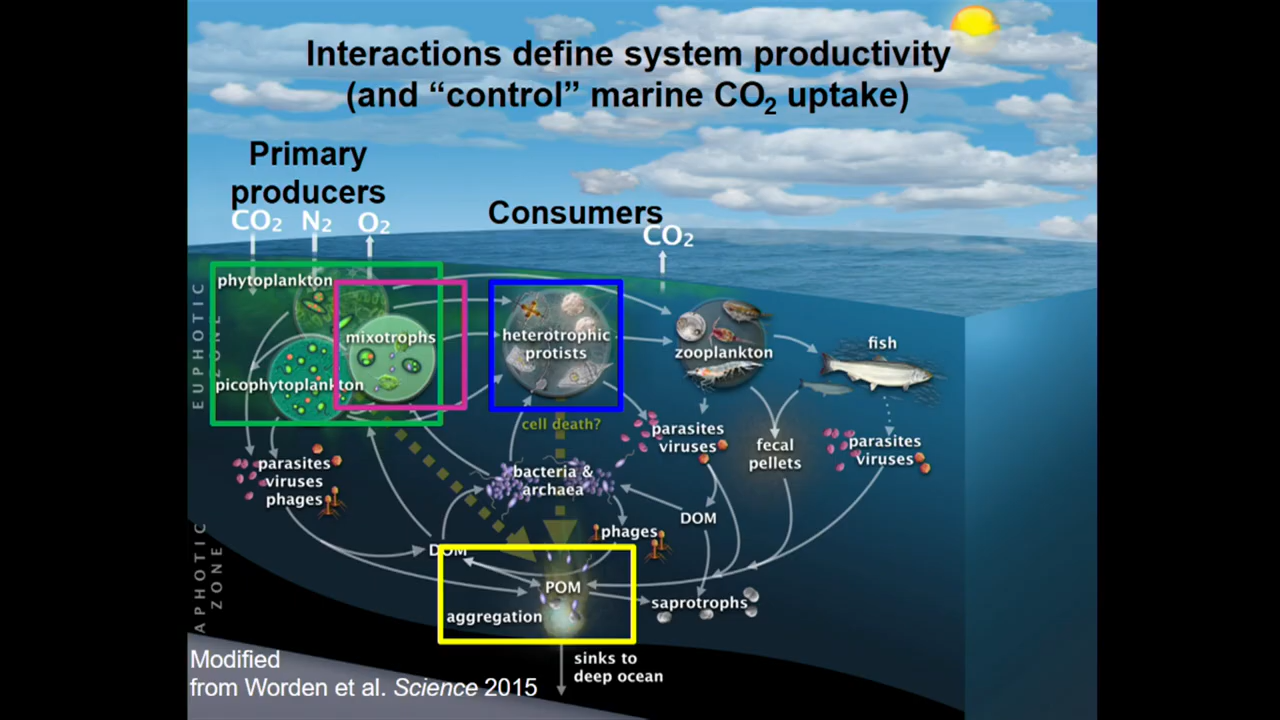 Interactions define system productivity
(and “control” marine CO₂ uptake)
Primary
producers
CO₂ N₂ O₂
Consumers
CO₂
EUPHOTIC
ZONE
phytoplankton
mixotrophs
picophytoplankton
heterotrophic
protists
zooplankton
fish
cell death?
parasites
viruses
phages
bacteria &
archaea
parasites
viruses
fecal
pellets
parasites
viruses
DOM
phages
DOM
APHOTIC
ZONE
POM
aggregation
saprotrophs
sinks to
deep ocean
Modified
from Worden et al. Science 2015